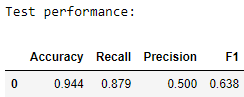 Test performance:
Accuracy Recall Precision F1
0 0.944 0.879 0.500 0.638